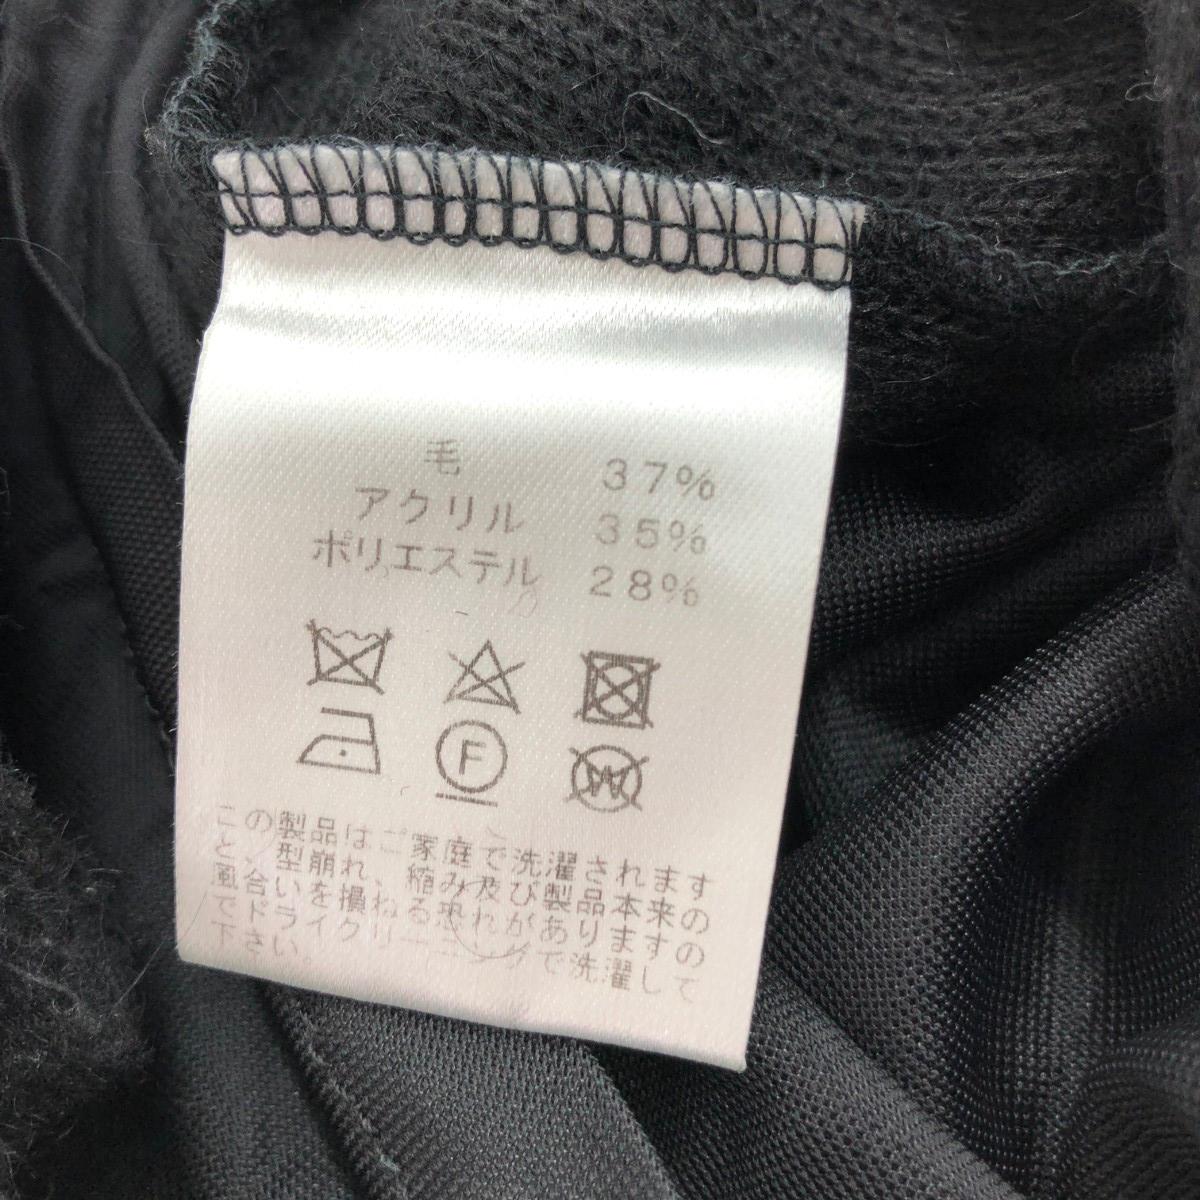 毛 37%
アクリル 35%
ポリエステル 28%
F
W
この製品はご家庭で洗濯されます
と、型崩れ、縮み及び製品本来の
風合いを損ねる恐れがありますの
でドライクリーニングで洗濯して
下さい。